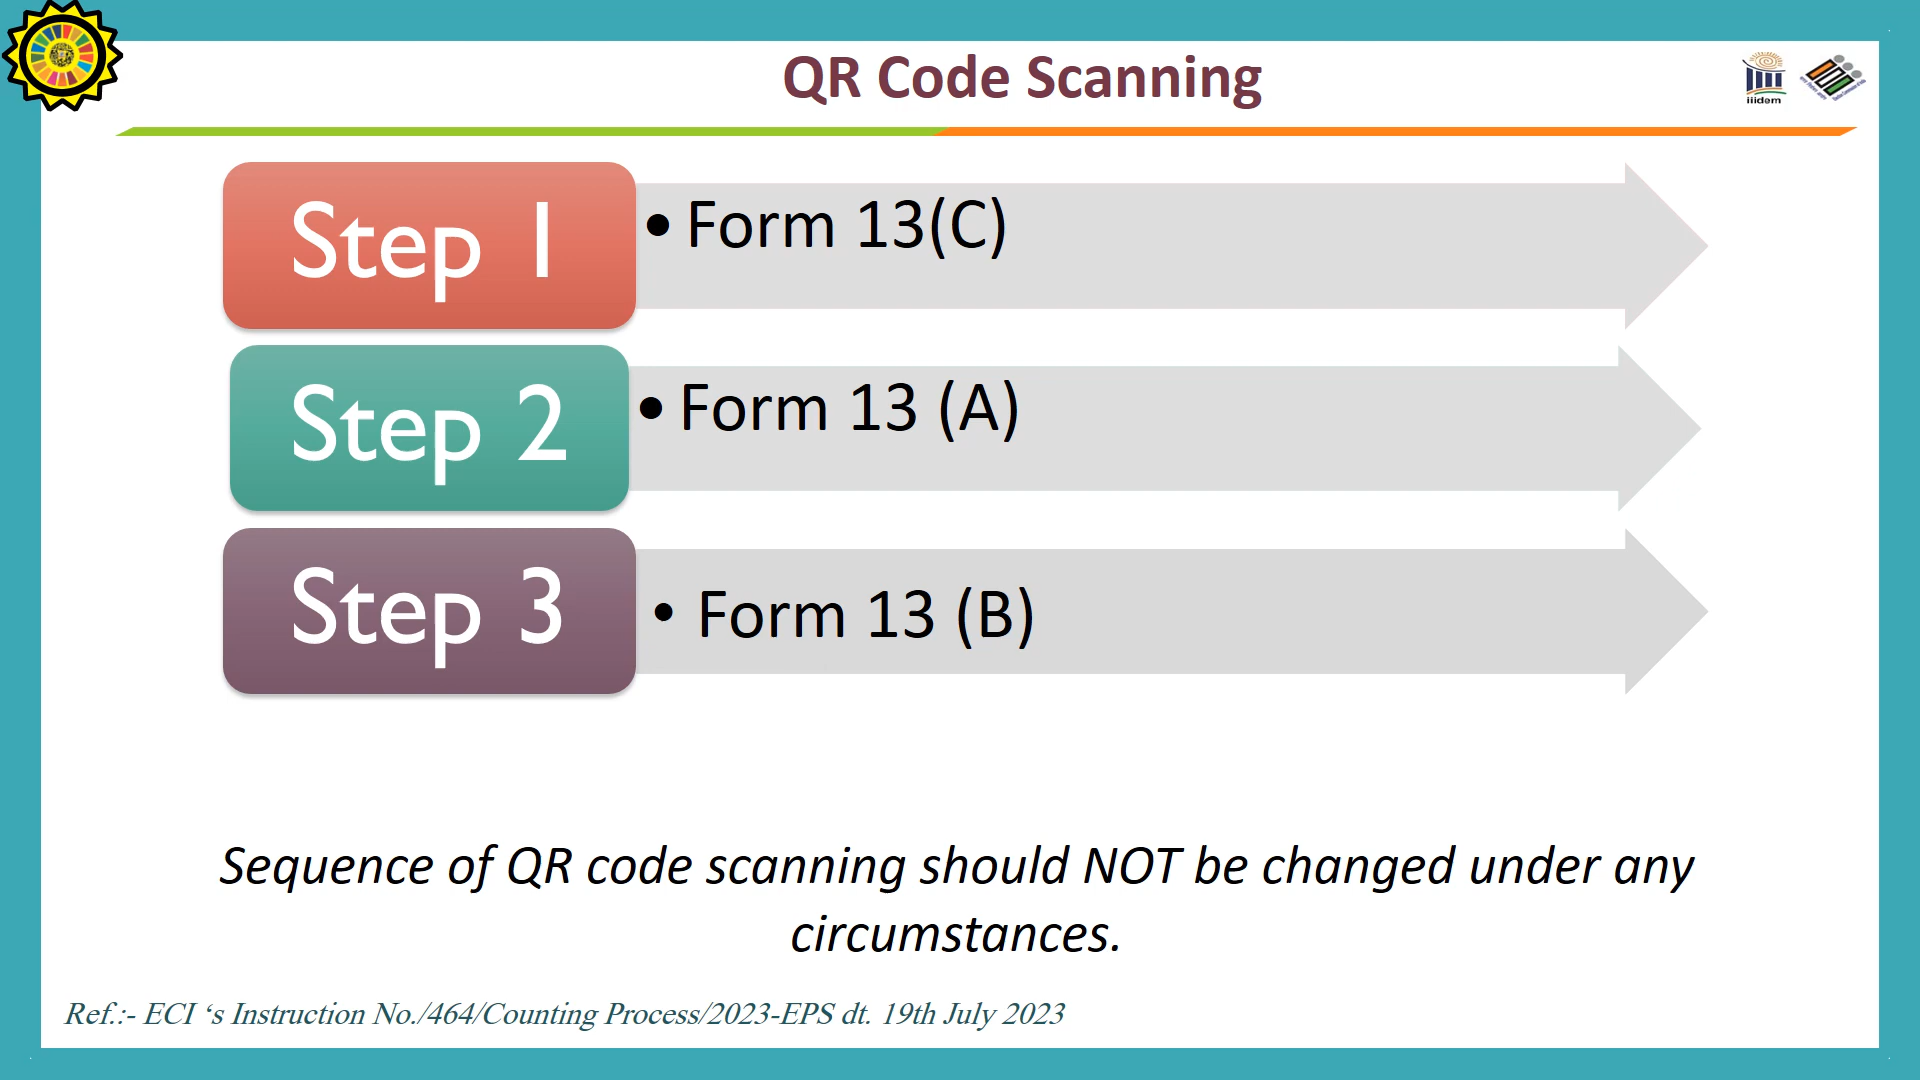 QR Code Scanning
iiidem
Step 1
• Form 13(C)
Step 2
• Form 13 (A)
Step 3
• Form 13 (B)
Sequence of QR code scanning should NOT be changed under any
circumstances.
Ref.:- ECI ‘s Instruction No./464/Counting Process/2023-EPS dt. 19th July 2023